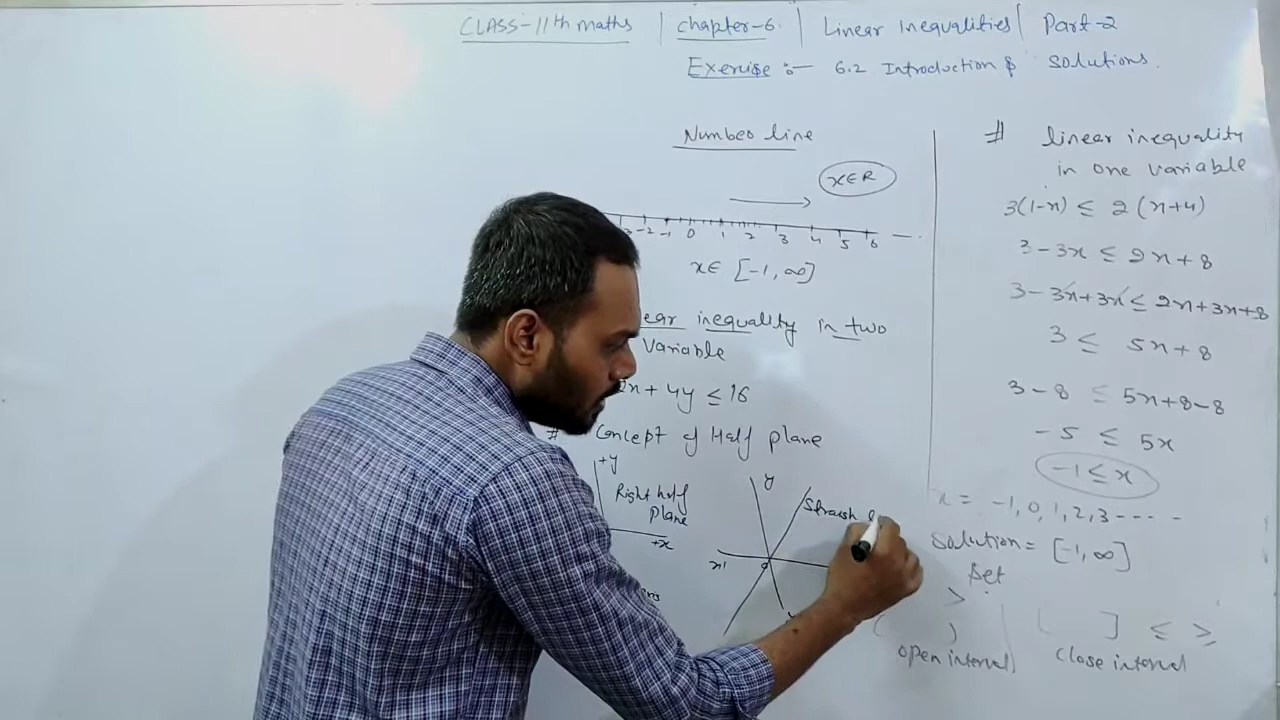 CLASS-11th maths | chapter-6 | Linear Inequalities | Part-2
Exercise :- 6.2 Introduction & solutions.
Number line
x∈R
-2 -1 0 1 2 3 4 5 6 ---
x∈ [-1, ∞]
inequality in two
Variable
2x + 4y ≤ 16
# Concept of Half plane
+y
Right half
plane
+x
y
x'
o
# linear inequality
in one variable
3(1-x) ≤ 2(x+4)
3-3x ≤ 2x+8
3-3x+3x ≤ 2x+3x+8
3 ≤ 5x+8
3-8 ≤ 5x+8-8
-5 ≤ 5x
-1 ≤ x
x = -1, 0, 1, 2, 3 - - - -
Solution = [-1, ∞]
Set
>
( ) | [ ] ≤ ≥
open interval close interval